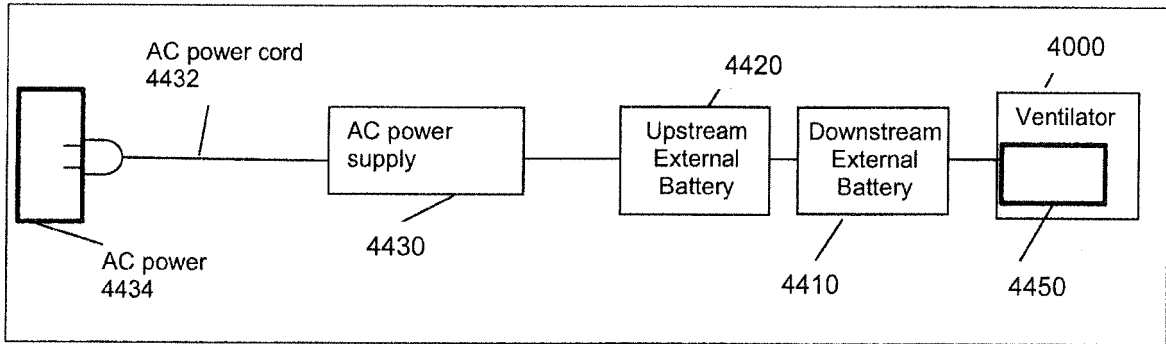 AC power cord
4432
AC power
supply
4430
AC power
4434
4420
Upstream
External
Battery
Downstream
External
Battery
4410
4000
Ventilator
4450